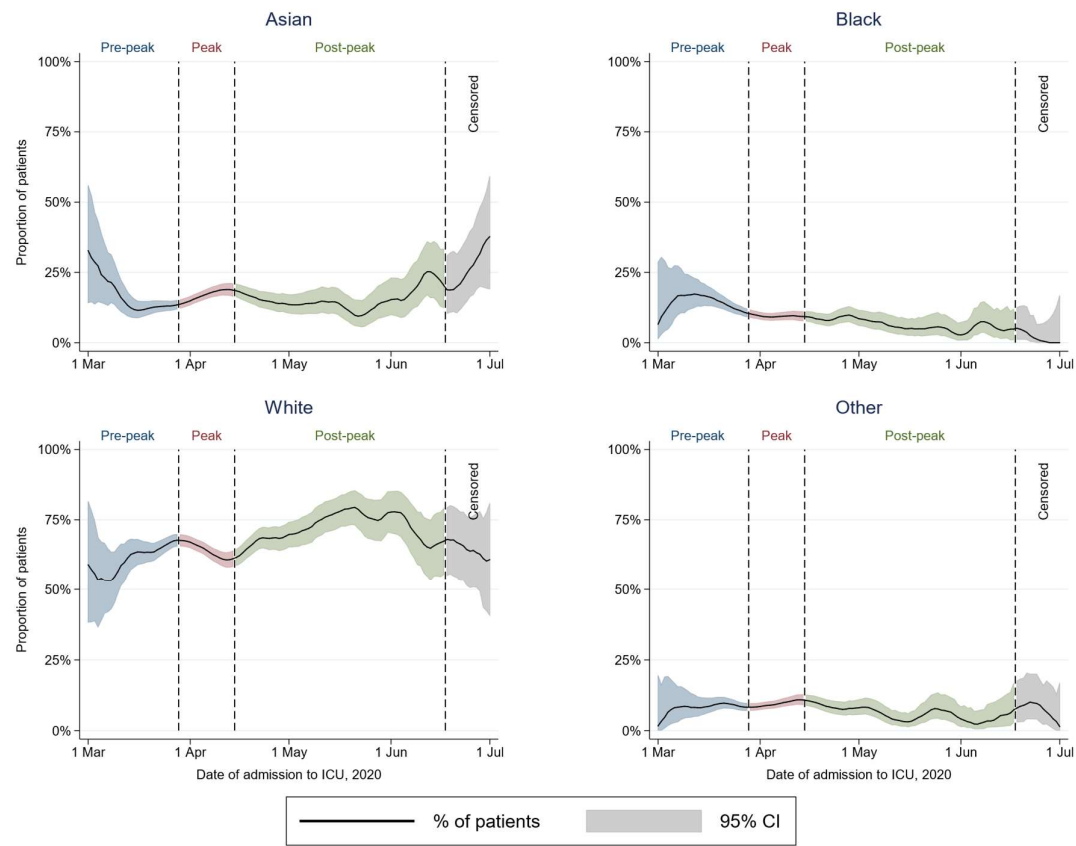 Asian
Pre-peak Peak Post-peak
Censored
Proportion of patients
100%
75%
50%
25%
0%
1 Mar 1 Apr 1 May 1 Jun 1 Jul
Black
Pre-peak Peak Post-peak
Censored
100%
75%
50%
25%
0%
1 Mar 1 Apr 1 May 1 Jun 1 Jul
White
Pre-peak Peak Post-peak
Censored
Proportion of patients
100%
75%
50%
25%
0%
1 Mar 1 Apr 1 May 1 Jun 1 Jul
Date of admission to ICU, 2020
Other
Pre-peak Peak Post-peak
Censored
100%
75%
50%
25%
0%
1 Mar 1 Apr 1 May 1 Jun 1 Jul
Date of admission to ICU, 2020
% of patients 95% CI